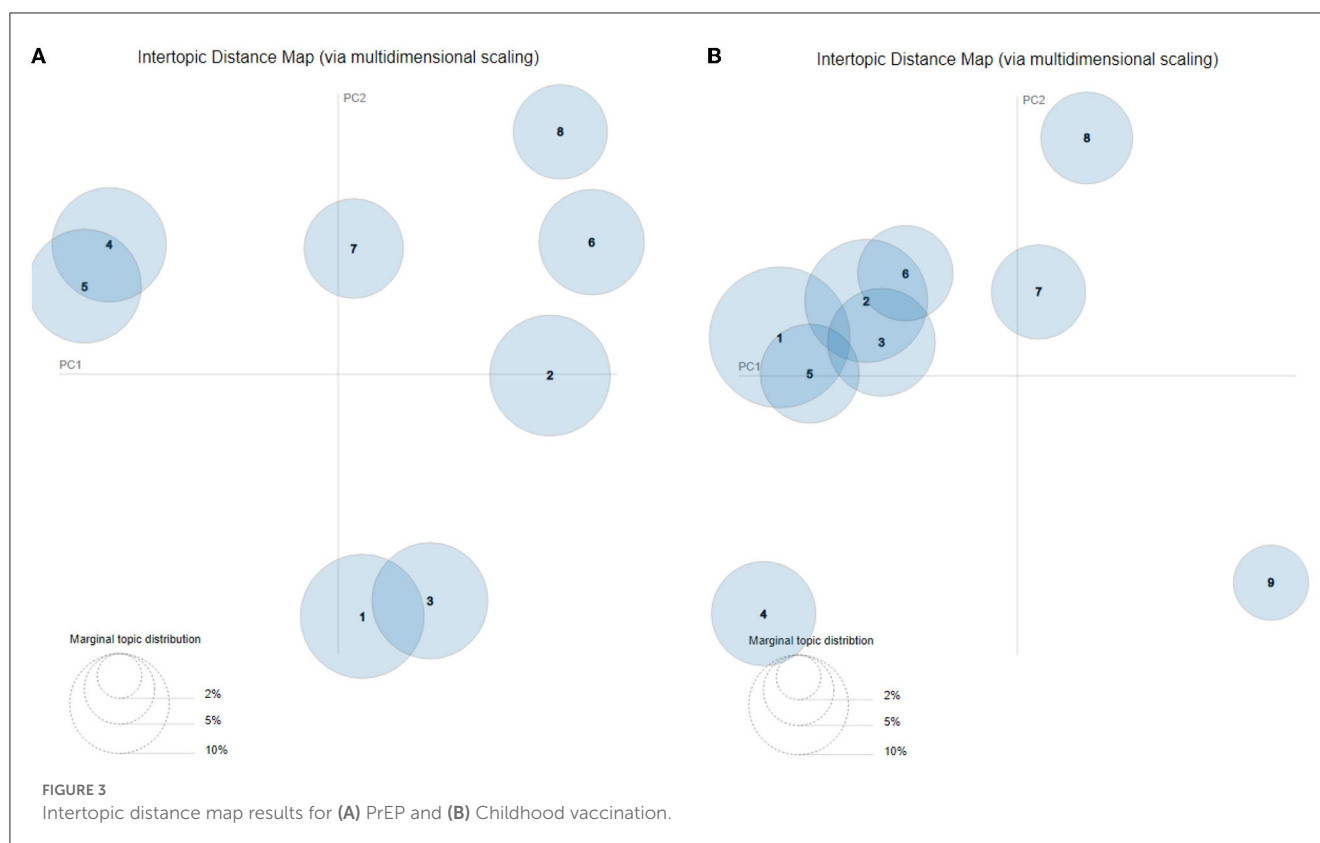 A
Intertopic Distance Map (via multidimensional scaling)
PC2
8
7
6
4
5
PC1
2
3
1
Marginal topic distribution
2%
5%
10%
B
Intertopic Distance Map (via multidimensional scaling)
PC2
8
6
7
2
1
3
PC1
5
9
4
Marginal topic distribtion
2%
5%
10%
FIGURE 3
Intertopic distance map results for (A) PrEP and (B) Childhood vaccination.